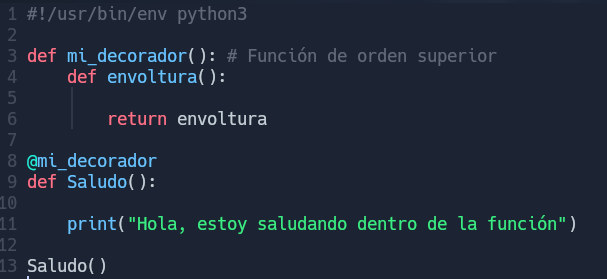 1 #!/usr/bin/env python3
2
3 def mi_decorador(): # Función de orden superior
4     def envoltura():
5
6         return envoltura
7
8 @mi_decorador
9 def Saludo():
10
11     print("Hola, estoy saludando dentro de la función")
12
13 Saludo()